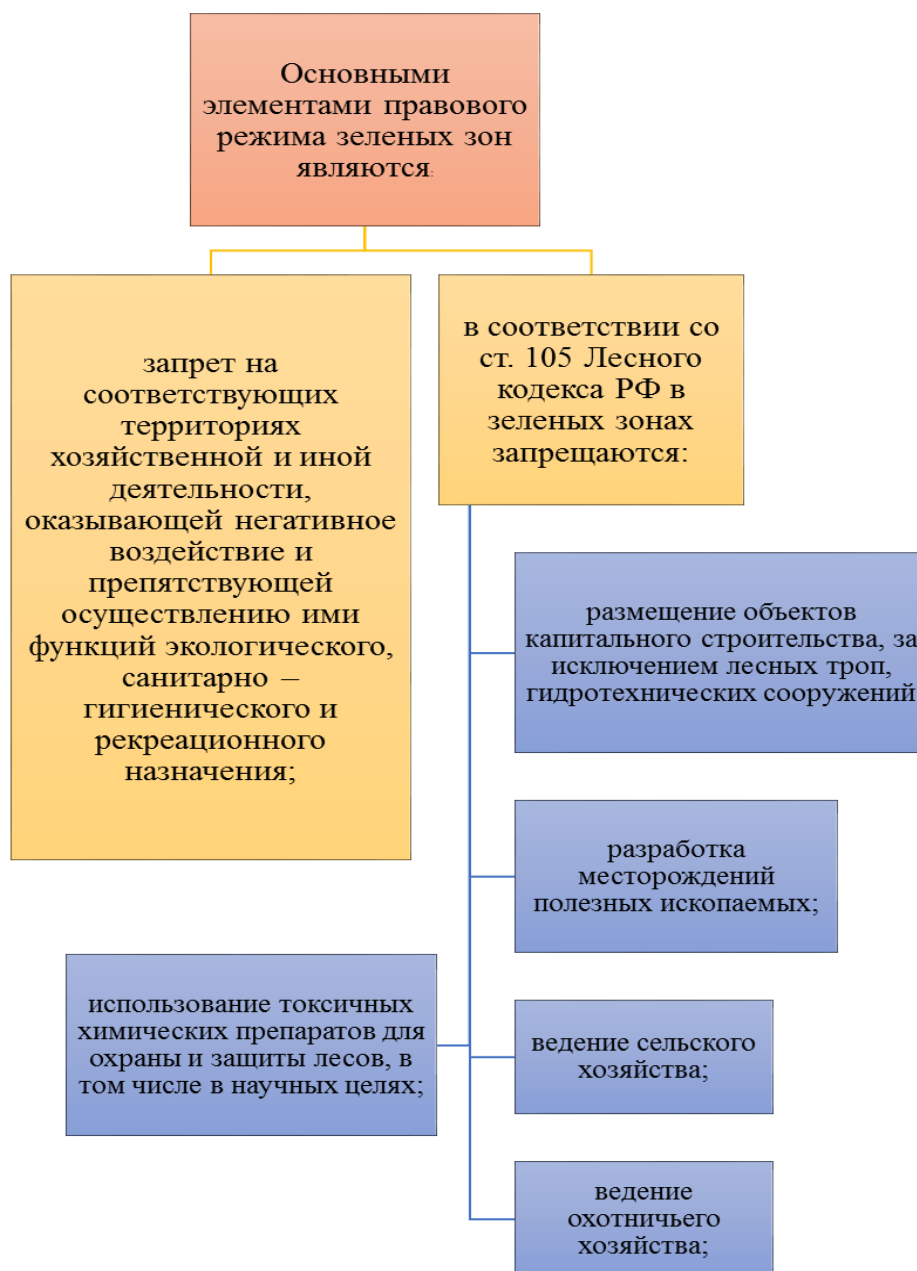 Основными
элементами правового
режима зеленых зон
являются:
запрет на
соответствующих
территориях
хозяйственной и иной
деятельности,
оказывающей негативное
воздействие и
препятствующей
осуществлению ими
функций экологического,
санитарно –
гигиенического и
рекреационного
назначения;
в соответствии со
ст. 105 Лесного
кодекса РФ в
зеленых зонах
запрещаются:
размещение объектов
капитального строительства, за
исключением лесных троп,
гидротехнических сооружений
разработка
месторождений
полезных ископаемых;
использование токсичных
химических препаратов для
охраны и защиты лесов, в
том числе в научных целях;
ведение сельского
хозяйства;
ведение
охотничьего
хозяйства;